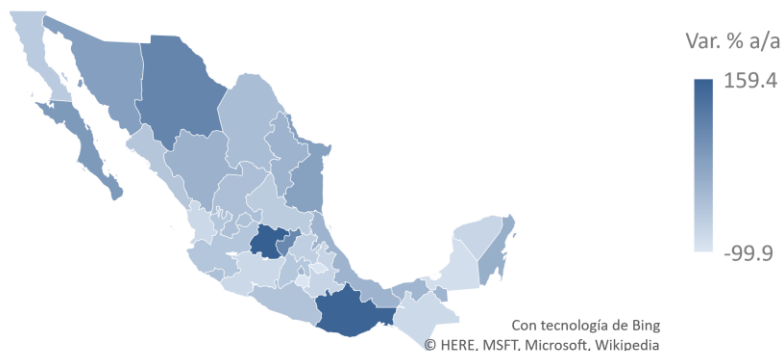 Var. % a/a
159.4
-99.9
Con tecnología de Bing
© HERE, MSFT, Microsoft, Wikipedia